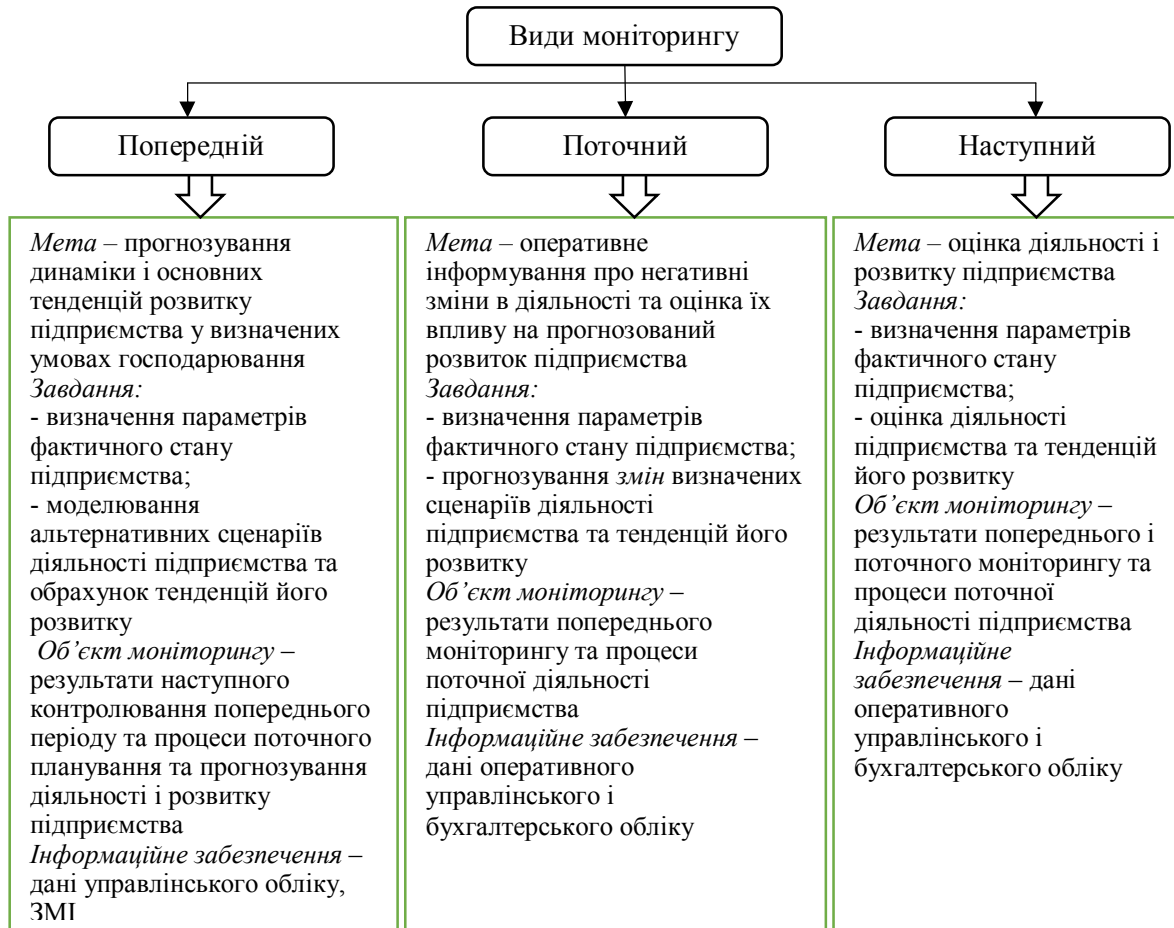 Види моніторингу
Попередній
Поточний
Наступний
Мета – прогнозування
динаміки і основних
тенденцій розвитку
підприємства у визначених
умовах господарювання
Завдання:
- визначення параметрів
фактичного стану
підприємства;
- моделювання
альтернативних сценаріїв
діяльності підприємства та
обрахунок тенденцій його
розвитку
Об’єкт моніторингу –
результати наступного
контролювання попереднього
періоду та процеси поточного
планування та прогнозування
діяльності і розвитку
підприємства
Інформаційне забезпечення –
дані управлінського обліку,
ЗМІ
Мета – оперативне
інформування про негативні
зміни в діяльності та оцінка їх
впливу на прогнозований
розвиток підприємства
Завдання:
- визначення параметрів
фактичного стану підприємства;
- прогнозування змін визначених
сценаріїв діяльності
підприємства та тенденцій його
розвитку
Об’єкт моніторингу –
результати попереднього
моніторингу та процеси
поточної діяльності
підприємства
Інформаційне забезпечення –
дані оперативного
управлінського і
бухгалтерського обліку
Мета – оцінка діяльності і
розвитку підприємства
Завдання:
- визначення параметрів
фактичного стану
підприємства;
- оцінка діяльності
підприємства та тенденцій
його розвитку
Об’єкт моніторингу –
результати попереднього і
поточного моніторингу та
процеси поточної
діяльності підприємства
Інформаційне
забезпечення – дані
оперативного
управлінського і
бухгалтерського обліку